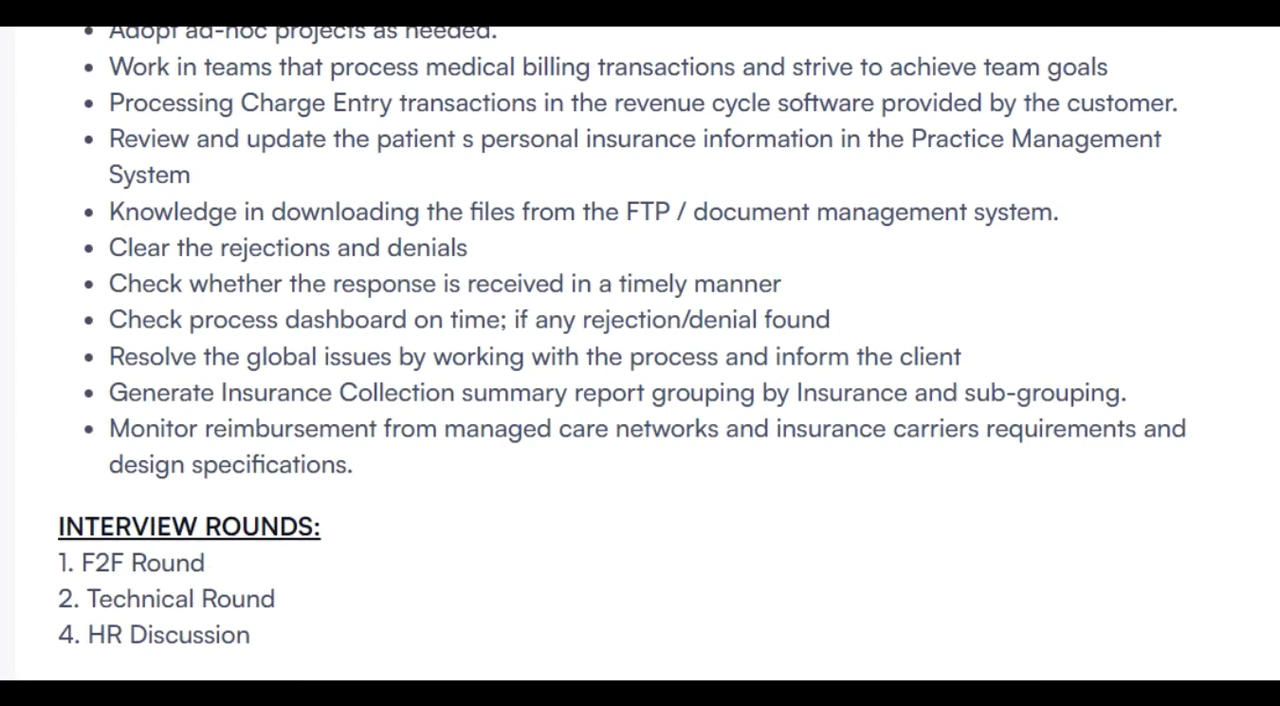 • Adopt ad-hoc projects as needed.
• Work in teams that process medical billing transactions and strive to achieve team goals
• Processing Charge Entry transactions in the revenue cycle software provided by the customer.
• Review and update the patient s personal insurance information in the Practice Management
System
• Knowledge in downloading the files from the FTP / document management system.
• Clear the rejections and denials
• Check whether the response is received in a timely manner
• Check process dashboard on time; if any rejection/denial found
• Resolve the global issues by working with the process and inform the client
• Generate Insurance Collection summary report grouping by Insurance and sub-grouping.
• Monitor reimbursement from managed care networks and insurance carriers requirements and
design specifications.
INTERVIEW ROUNDS:
1. F2F Round
2. Technical Round
4. HR Discussion